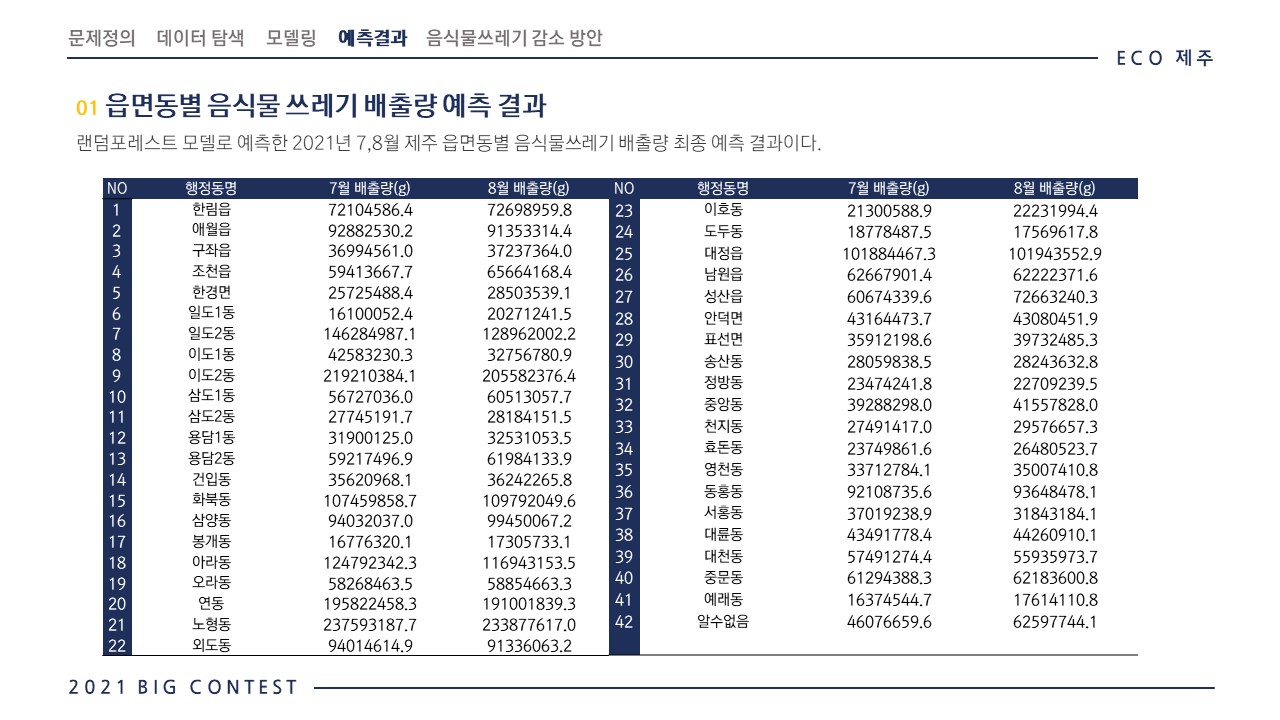 문제정의 데이터 탐색 모델링 예측결과 음식물쓰레기 감소 방안
ECO 제주
01 읍면동별 음식물 쓰레기 배출량 예측 결과
랜덤포레스트 모델로 예측한 2021년 7,8월 제주 읍면동별 음식물쓰레기 배출량 최종 예측 결과이다.
NO 행정동명 7월 배출량(g) 8월 배출량(g)
1 한림읍 72104586.4 72698959.8
2 애월읍 92882530.2 91353314.4
3 구좌읍 36994561.0 37237364.0
4 조천읍 59413667.7 65664168.4
5 한경면 25725488.4 28503539.1
6 일도1동 16100052.4 20271241.5
7 일도2동 146284987.1 128962002.2
8 이도1동 42583230.3 32756780.9
9 이도2동 219210384.1 205582376.4
10 삼도1동 56727036.0 60513057.7
11 삼도2동 27745191.7 28184151.5
12 용담1동 31900125.0 32531053.5
13 용담2동 59217496.9 61984133.9
14 건입동 35620968.1 36242265.8
15 화북동 107459858.7 109792049.6
16 삼양동 94032037.0 99450067.2
17 봉개동 16776320.1 17305733.1
18 아라동 124792342.3 116943153.5
19 오라동 58268463.5 58854663.3
20 연동 195822458.3 191001839.3
21 노형동 237593187.7 233877617.0
22 외도동 94014614.9 91336063.2
NO 행정동명 7월 배출량(g) 8월 배출량(g)
23 이호동 21300588.9 22231994.4
24 도두동 18778487.5 17569617.8
25 대정읍 101884467.3 101943552.9
26 남원읍 62667901.4 62222371.6
27 성산읍 60674339.6 72663240.3
28 안덕면 43164473.7 43080451.9
29 표선면 35912198.6 39732485.3
30 송산동 28059838.5 28243632.8
31 정방동 23474241.8 22709239.5
32 중앙동 39288298.0 41557828.0
33 천지동 27491417.0 29576657.3
34 효돈동 23749861.6 26480523.7
35 영천동 33712784.1 35007410.8
36 동홍동 92108735.6 93648478.1
37 서홍동 37019238.9 31843184.1
38 대륜동 43491778.4 44260910.1
39 대천동 57491274.4 55935973.7
40 중문동 61294388.3 62183600.8
41 예래동 16374544.7 17614110.8
42 알수없음 46076659.6 62597744.1
2021 BIG CONTEST